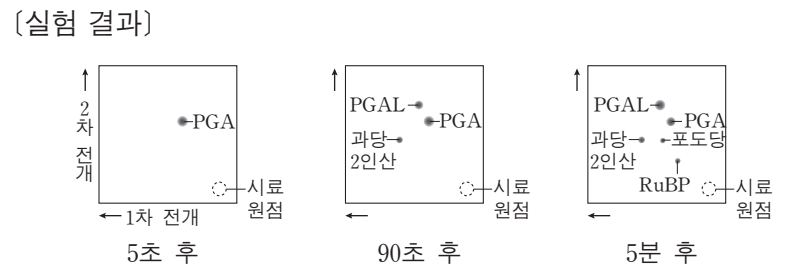 〔실험 결과〕
2차 전개
PGA
시료
원점
1차 전개
5초 후
PGAL
PGA
과당
2인산
시료
원점
90초 후
PGAL
PGA
과당
2인산
포도당
RuBP
시료
원점
5분 후